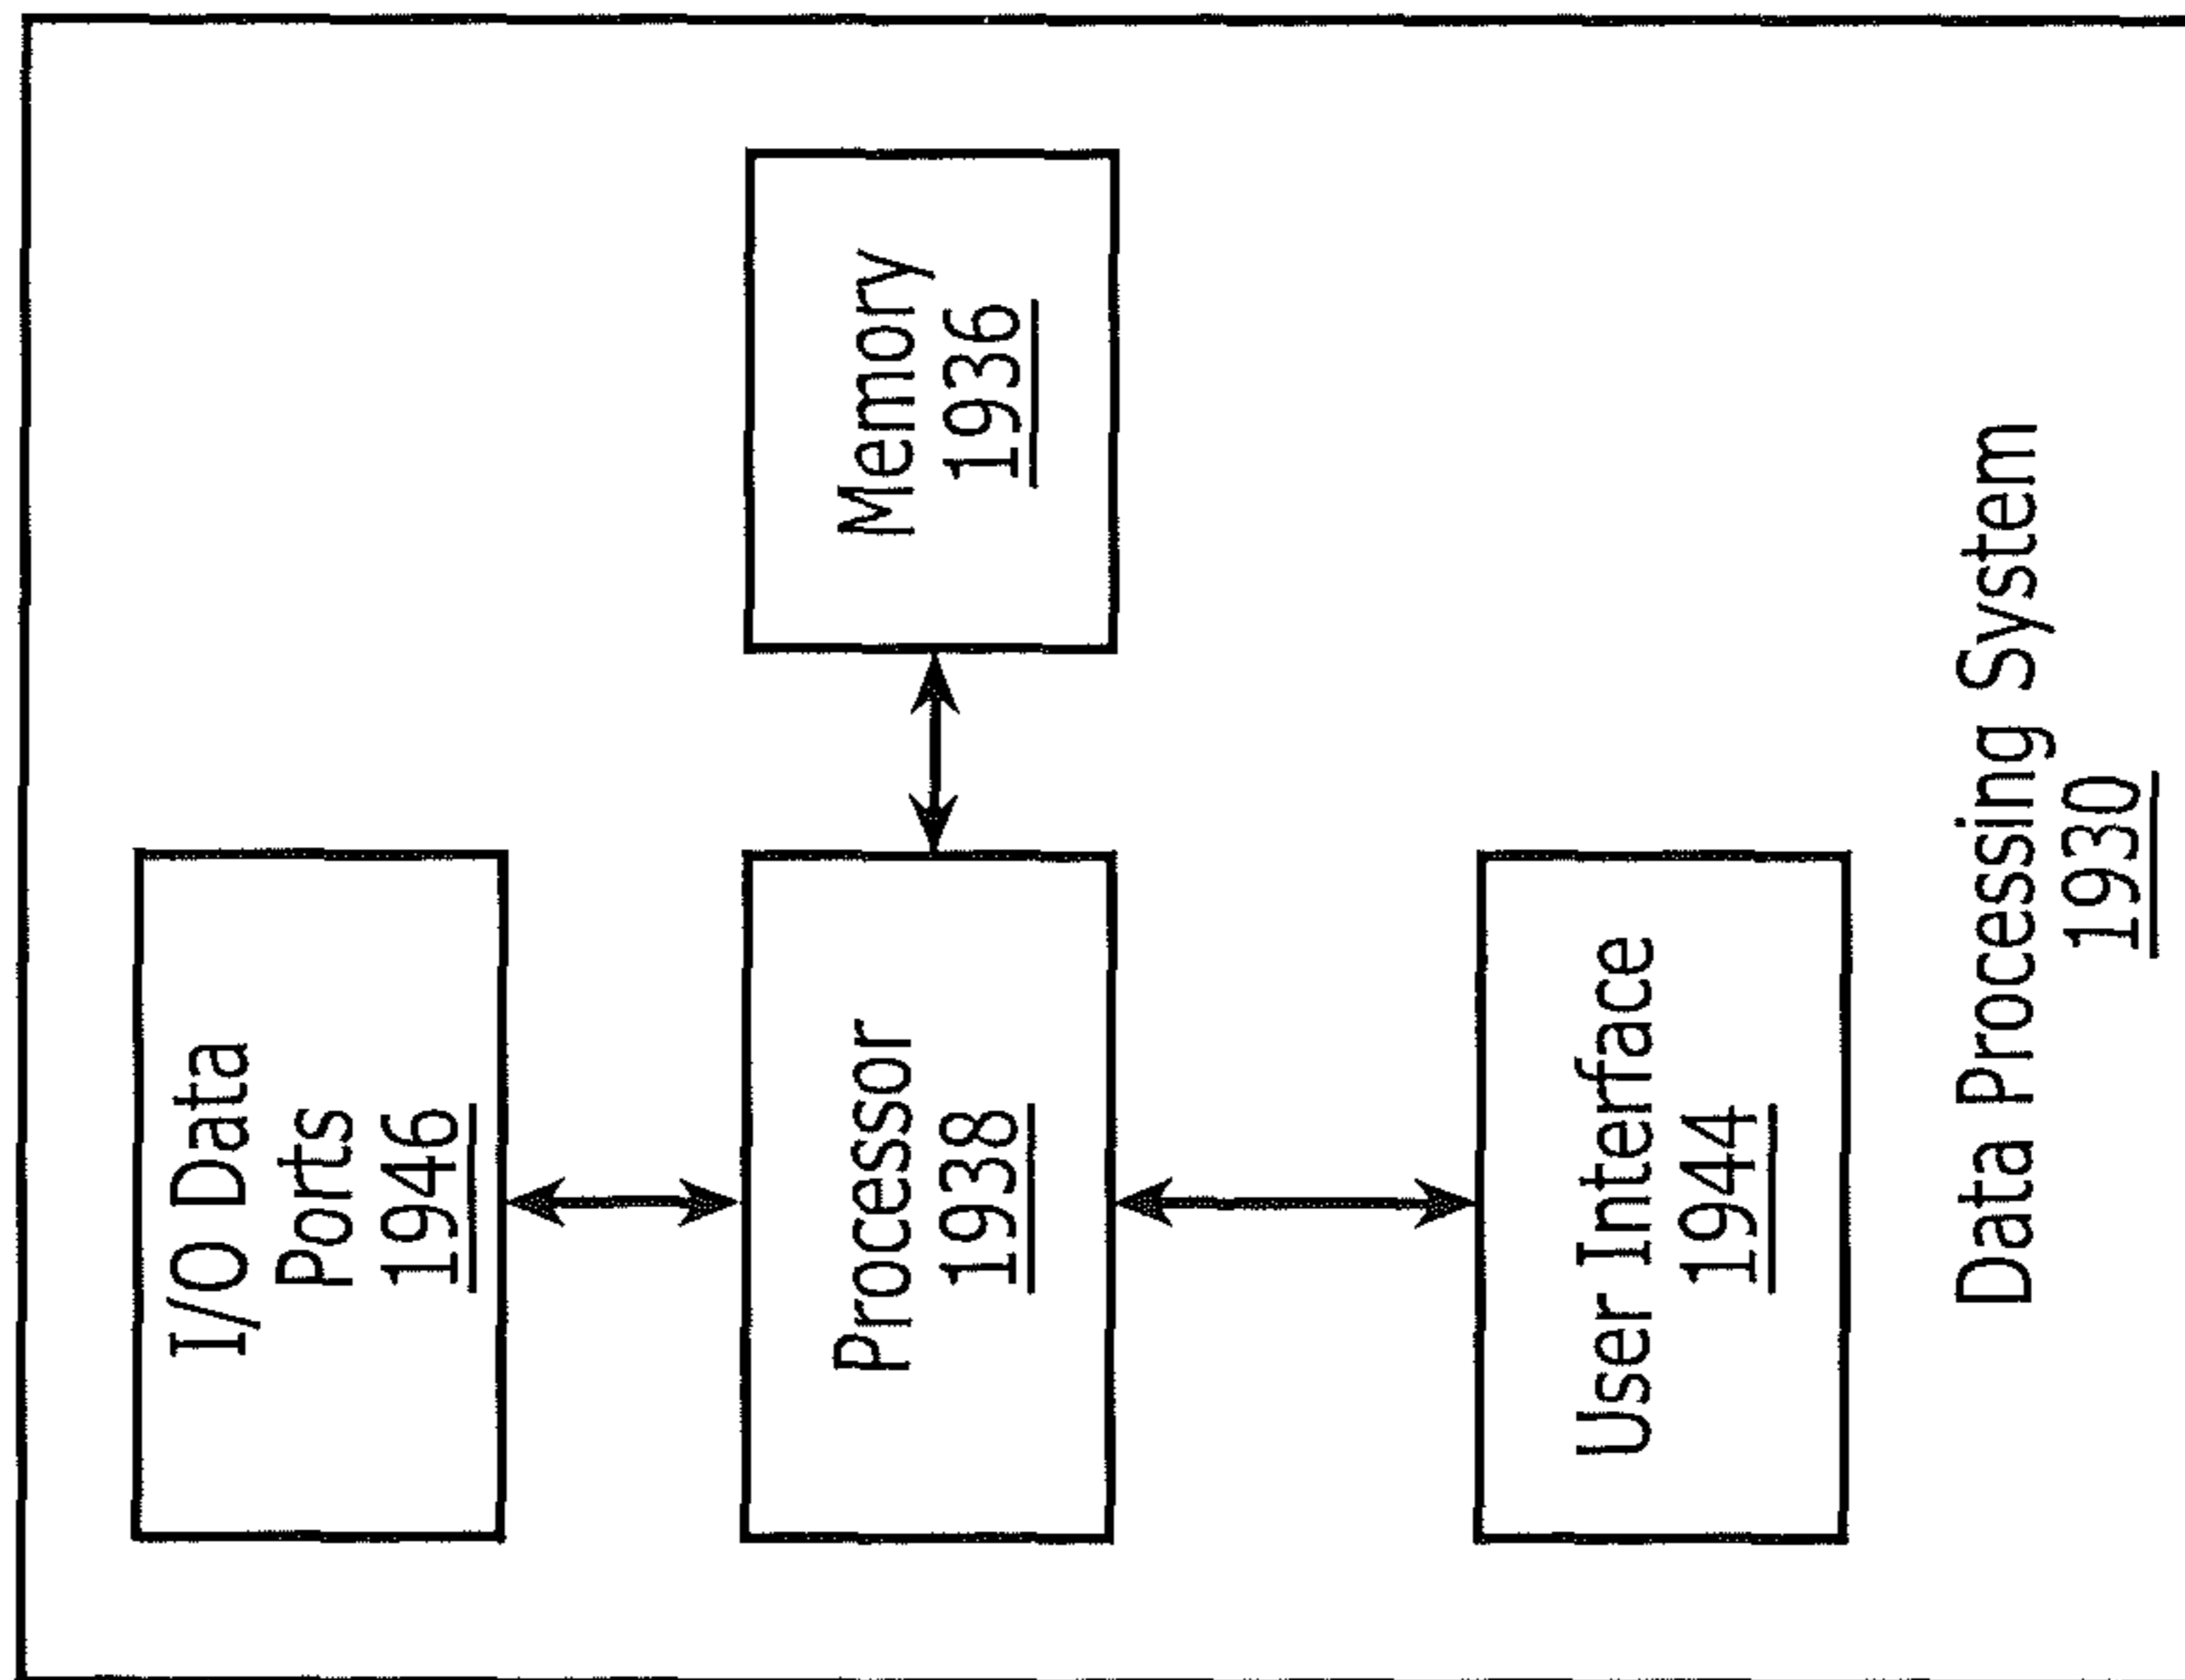 I/O Data
Ports
1946
Processor
1938
Memory
1936
User Interface
1944
Data Processing System
1930